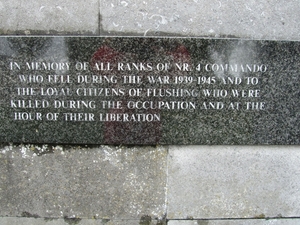 IN MEMORY OF ALL RANKS OF NR. 4 COMMANDO
WHO FELL DURING THE WAR 1939-1945 AND TO
THE LOYAL CITIZENS OF FLUSHING WHO WERE
KILLED DURING THE OCCUPATION AND AT THE
HOUR OF THEIR LIBERATION